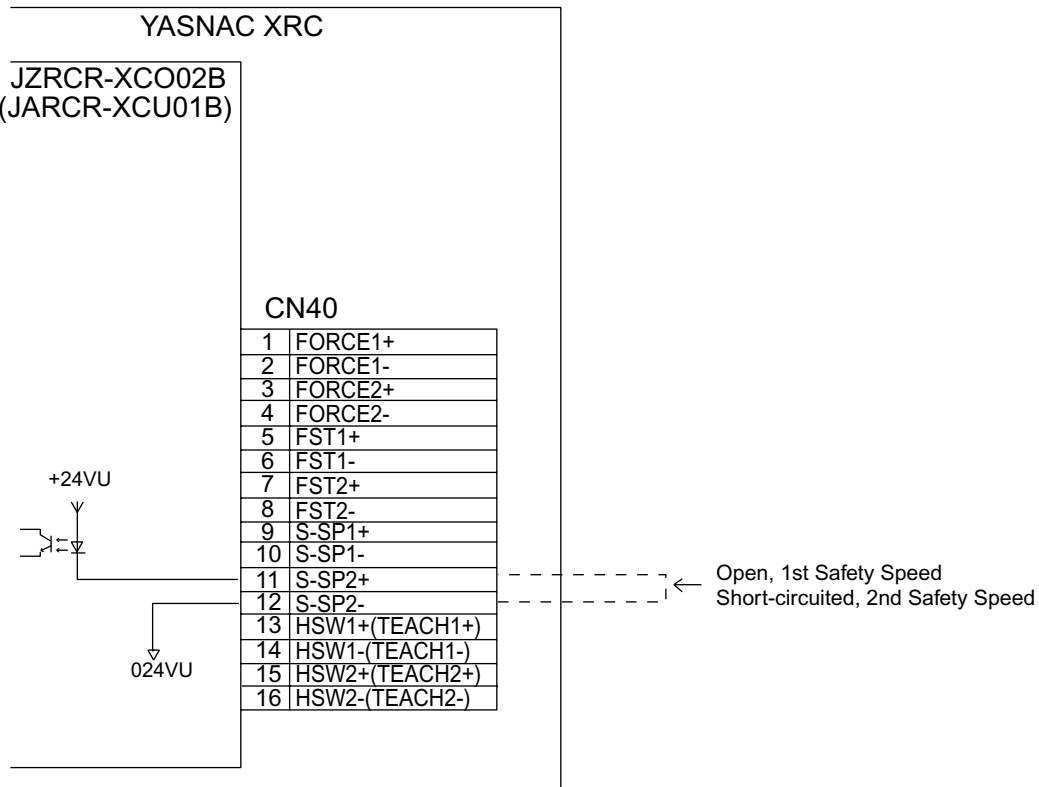 YASNAC XRC
JZRCR-XCO02B
(JARCR-XCU01B)
CN40
1 FORCE1+
2 FORCE1-
3 FORCE2+
4 FORCE2-
5 FST1+
6 FST1-
7 FST2+
8 FST2-
9 S-SP1+
10 S-SP1-
11 S-SP2+
12 S-SP2-
13 HSW1+(TEACH1+)
14 HSW1-(TEACH1-)
15 HSW2+(TEACH2+)
16 HSW2-(TEACH2-)
+24VU
024VU
Open, 1st Safety Speed
Short-circuited, 2nd Safety Speed